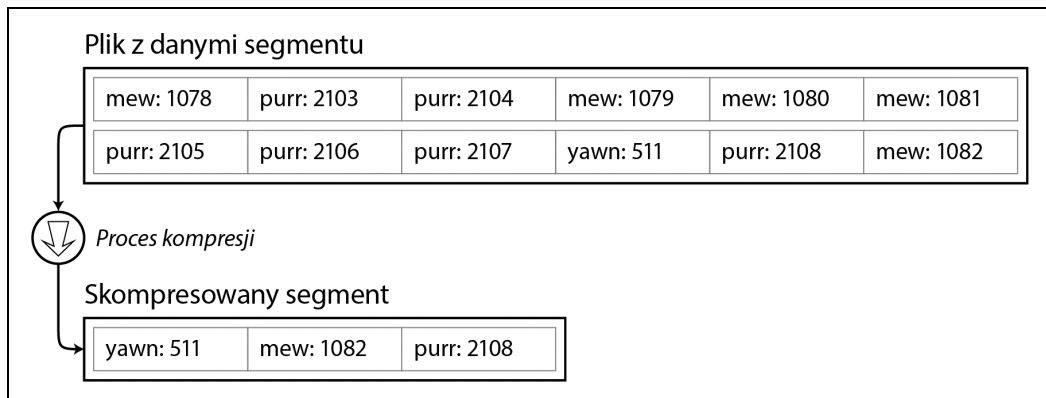 Plik z danymi segmentu
mew: 1078 purr: 2103 purr: 2104 mew: 1079 mew: 1080 mew: 1081
purr: 2105 purr: 2106 purr: 2107 yawn: 511 purr: 2108 mew: 1082
Proces kompresji
Skompresowany segment
yawn: 511 mew: 1082 purr: 2108